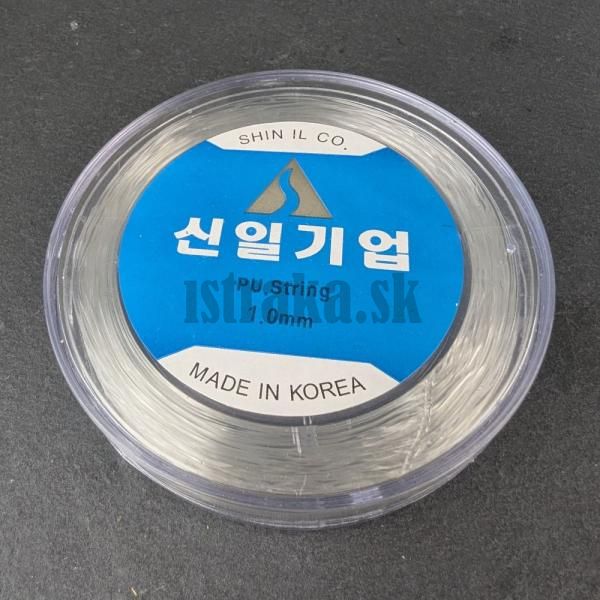 SHIN IL CO.
신일기업
PU.String
1.0mm
istraka.sk
MADE IN KOREA